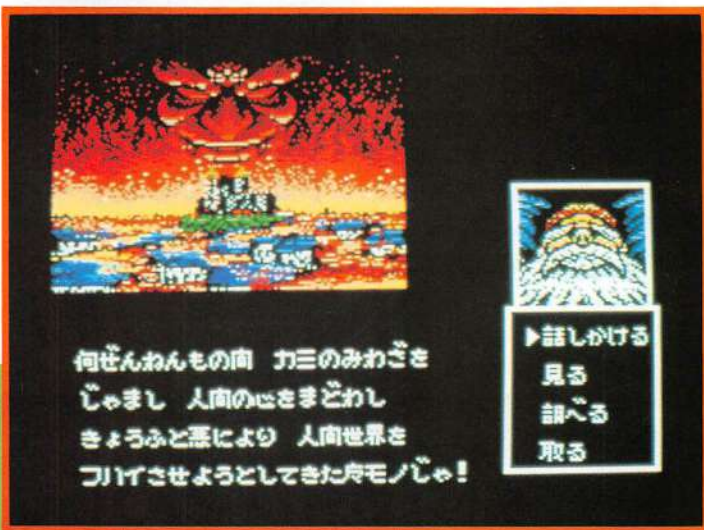 何ぜんねんもの間 カミのみわざを
じゃまし 人間の心をまどわし
きょうふと悪により 人間世界を
フハイさせようとしてきた魔モノじゃ!
▶話しかける
見る
調べる
取る